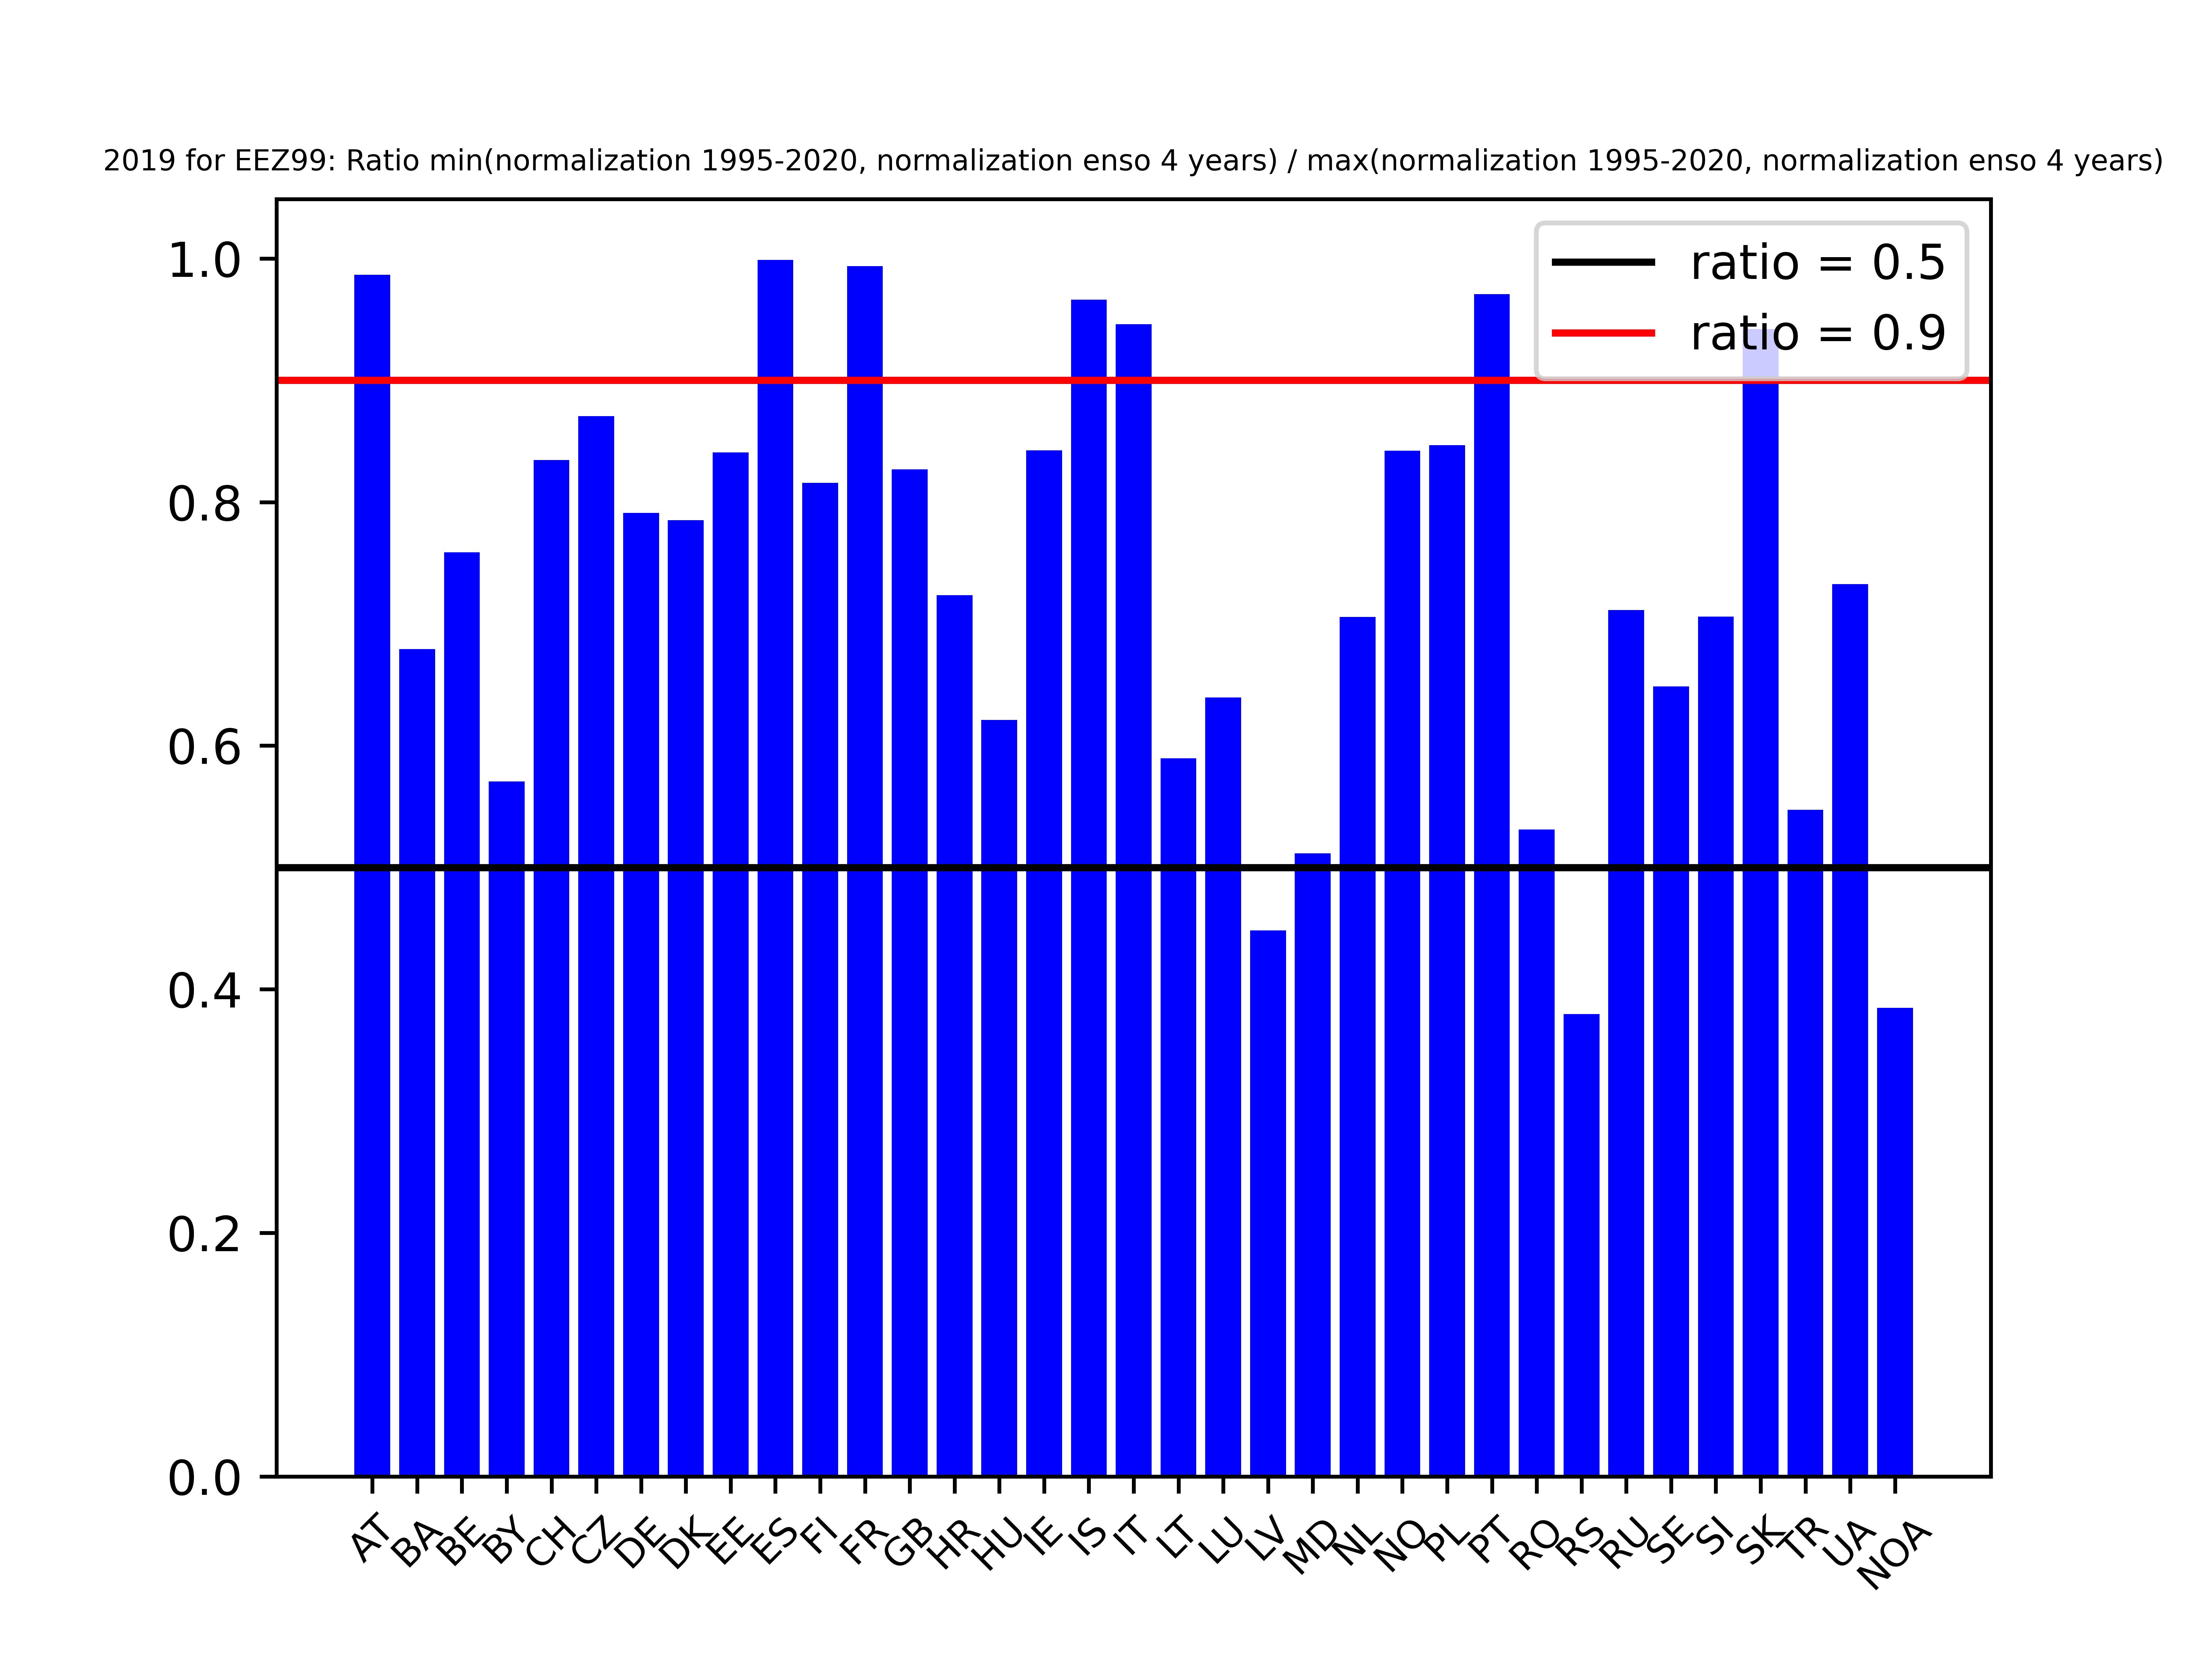 2019 for EEZ99: Ratio min(normalization 1995-2020, normalization enso 4 years) / max(normalization 1995-2020, normalization enso 4 years)
ratio = 0.5
ratio = 0.9
1.0
0.8
0.6
0.4
0.2
0.0
AT BA BE BY CH CZ DE DK EE ES FI FR GB HR HU IE IS IT LT LU LV MD NL NO PL PT RO RS RU SE SI SK TR UA NOA